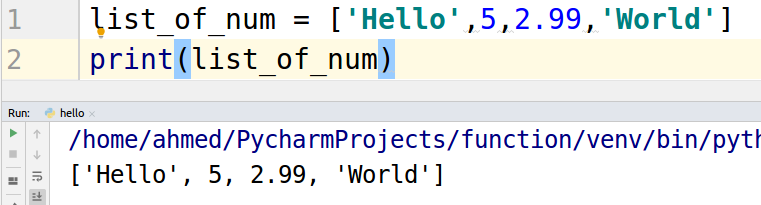 1 list_of_num = ['Hello',5,2.99,'World']
2 print(list_of_num)
Run: hello ×
/home/ahmed/PycharmProjects/function/venv/bin/pyth
['Hello', 5, 2.99, 'World']